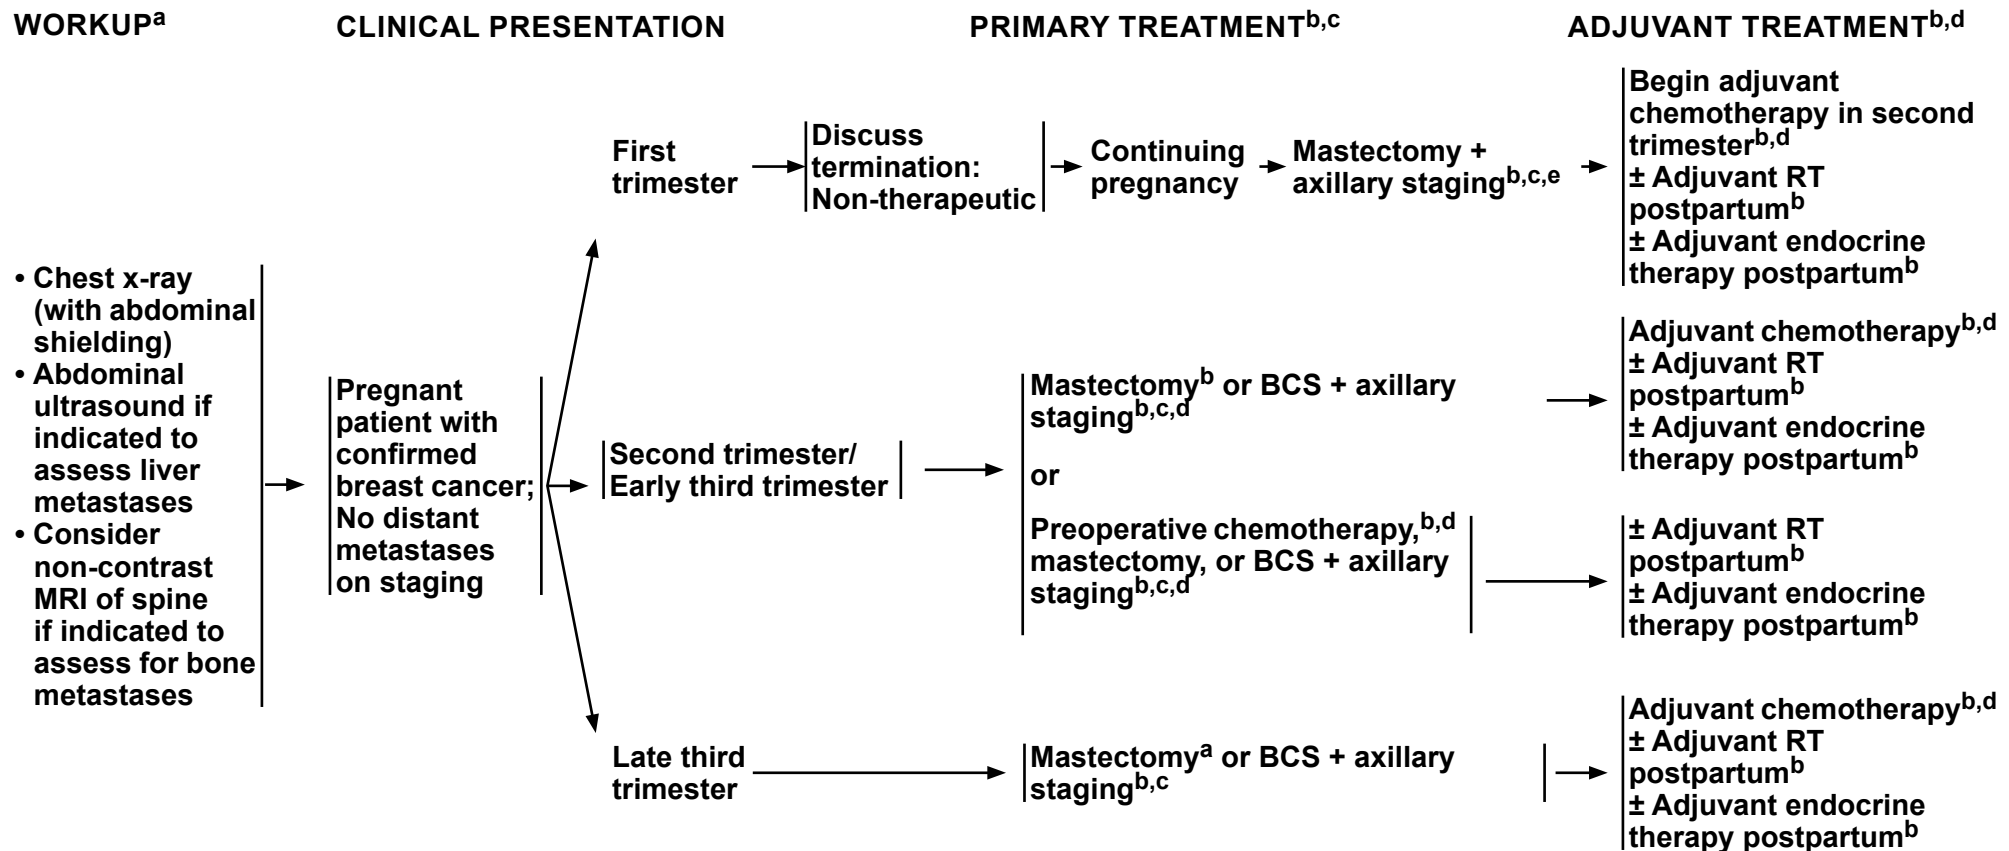 WORKUPa
CLINICAL PRESENTATION
PRIMARY TREATMENTb,c
ADJUVANT TREATMENTb,d
• Chest x-ray
(with abdominal
shielding)
• Abdominal
ultrasound if
indicated to
assess liver
metastases
• Consider
non-contrast
MRI of spine
if indicated to
assess for bone
metastases
Pregnant
patient with
confirmed
breast cancer;
No distant
metastases
on staging
First
trimester
Discuss
termination:
Non-therapeutic
Continuing
pregnancy
Mastectomy +
axillary stagingb,c,e
Begin adjuvant
chemotherapy in second
trimesterb,d
± Adjuvant RT
postpartumb
± Adjuvant endocrine
therapy postpartumb
Second trimester/
Early third trimester
Mastectomyb or BCS + axillary
stagingb,c,d
or
Preoperative chemotherapy,b,d
mastectomy, or BCS + axillary
stagingb,c,d
Adjuvant chemotherapyb,d
± Adjuvant RT
postpartumb
± Adjuvant endocrine
therapy postpartumb
± Adjuvant RT
postpartumb
± Adjuvant endocrine
therapy postpartumb
Late third
trimester
Mastectomya or BCS + axillary
stagingb,c
Adjuvant chemotherapyb,d
± Adjuvant RT
postpartumb
± Adjuvant endocrine
therapy postpartumb